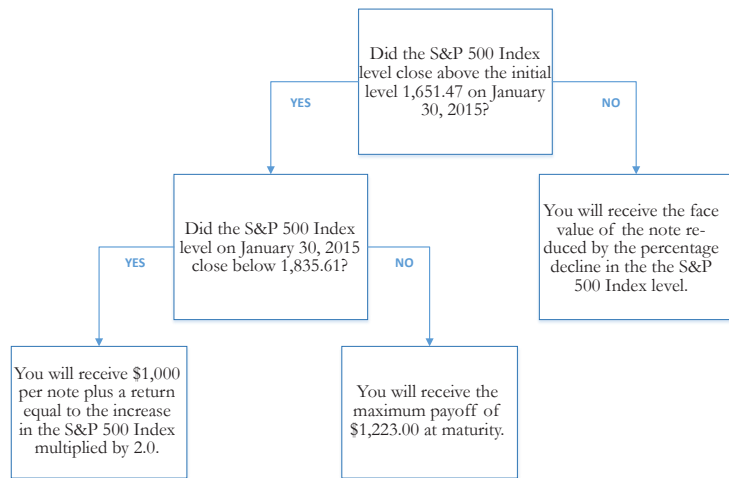 Did the S&P 500 Index
level close above the initial
level 1,651.47 on January
30, 2015?
YES
NO
Did the S&P 500 Index
level on January 30, 2015
close below 1,835.61?
You will receive the face
value of the note re-
duced by the percentage
decline in the the S&P
500 Index level.
YES
NO
You will receive $1,000
per note plus a return
equal to the increase
in the S&P 500 Index
multiplied by 2.0.
You will receive the
maximum payoff of
$1,223.00 at maturity.